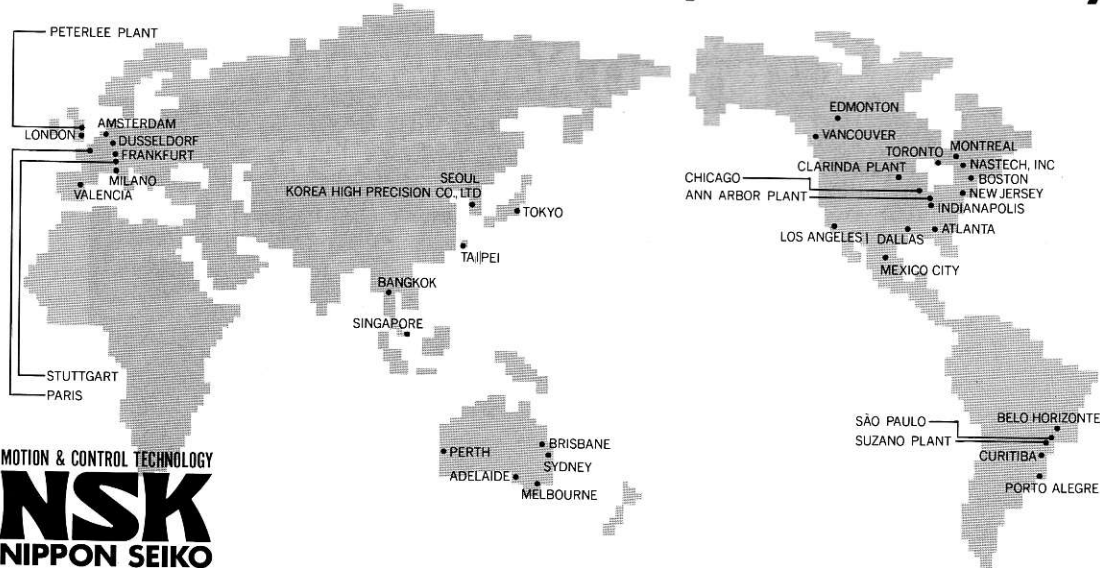 PETERLEE PLANT
LONDON
AMSTERDAM
DUSSELDORF
FRANKFURT
MILANO
VALENCIA
STUTTGART
PARIS
SEOUL
KOREA HIGH PRECISION CO., LTD
TOKYO
TAIPEI
BANGKOK
SINGAPORE
PERTH
BRISBANE
SYDNEY
ADELAIDE
MELBOURNE
EDMONTON
VANCOUVER
TORONTO
MONTREAL
CLARINDA PLANT
NASTECH, INC
CHICAGO
BOSTON
ANN ARBOR PLANT
NEW JERSEY
INDIANAPOLIS
LOS ANGELES
DALLAS
ATLANTA
MEXICO CITY
SÃO PAULO
BELO HORIZONTE
SUZANO PLANT
CURITIBA
PORTO ALEGRE
MOTION & CONTROL TECHNOLOGY
NSK
NIPPON SEIKO